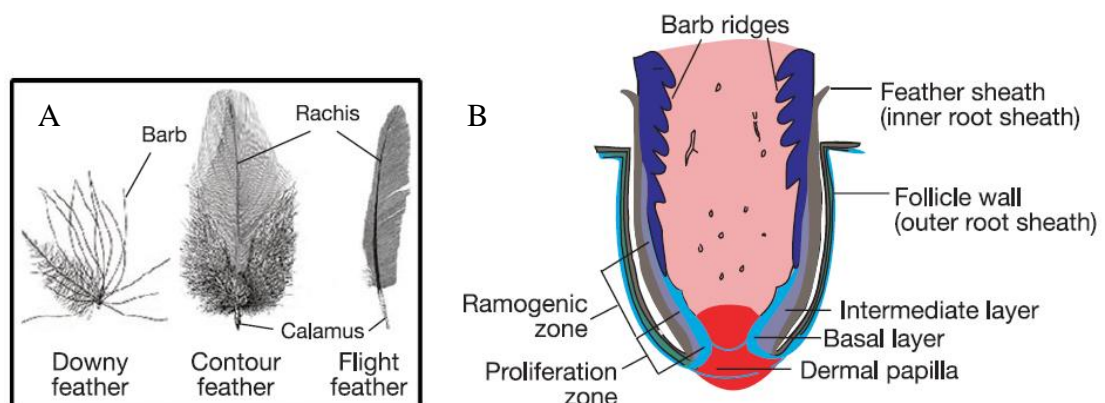 A
Barb
Rachis
Calamus
Downy
feather
Contour
feather
Flight
feather
B
Barb ridges
Feather sheath
(inner root sheath)
Follicle wall
(outer root sheath)
Ramogenic
zone
Proliferation
zone
Intermediate layer
Basal layer
Dermal papilla